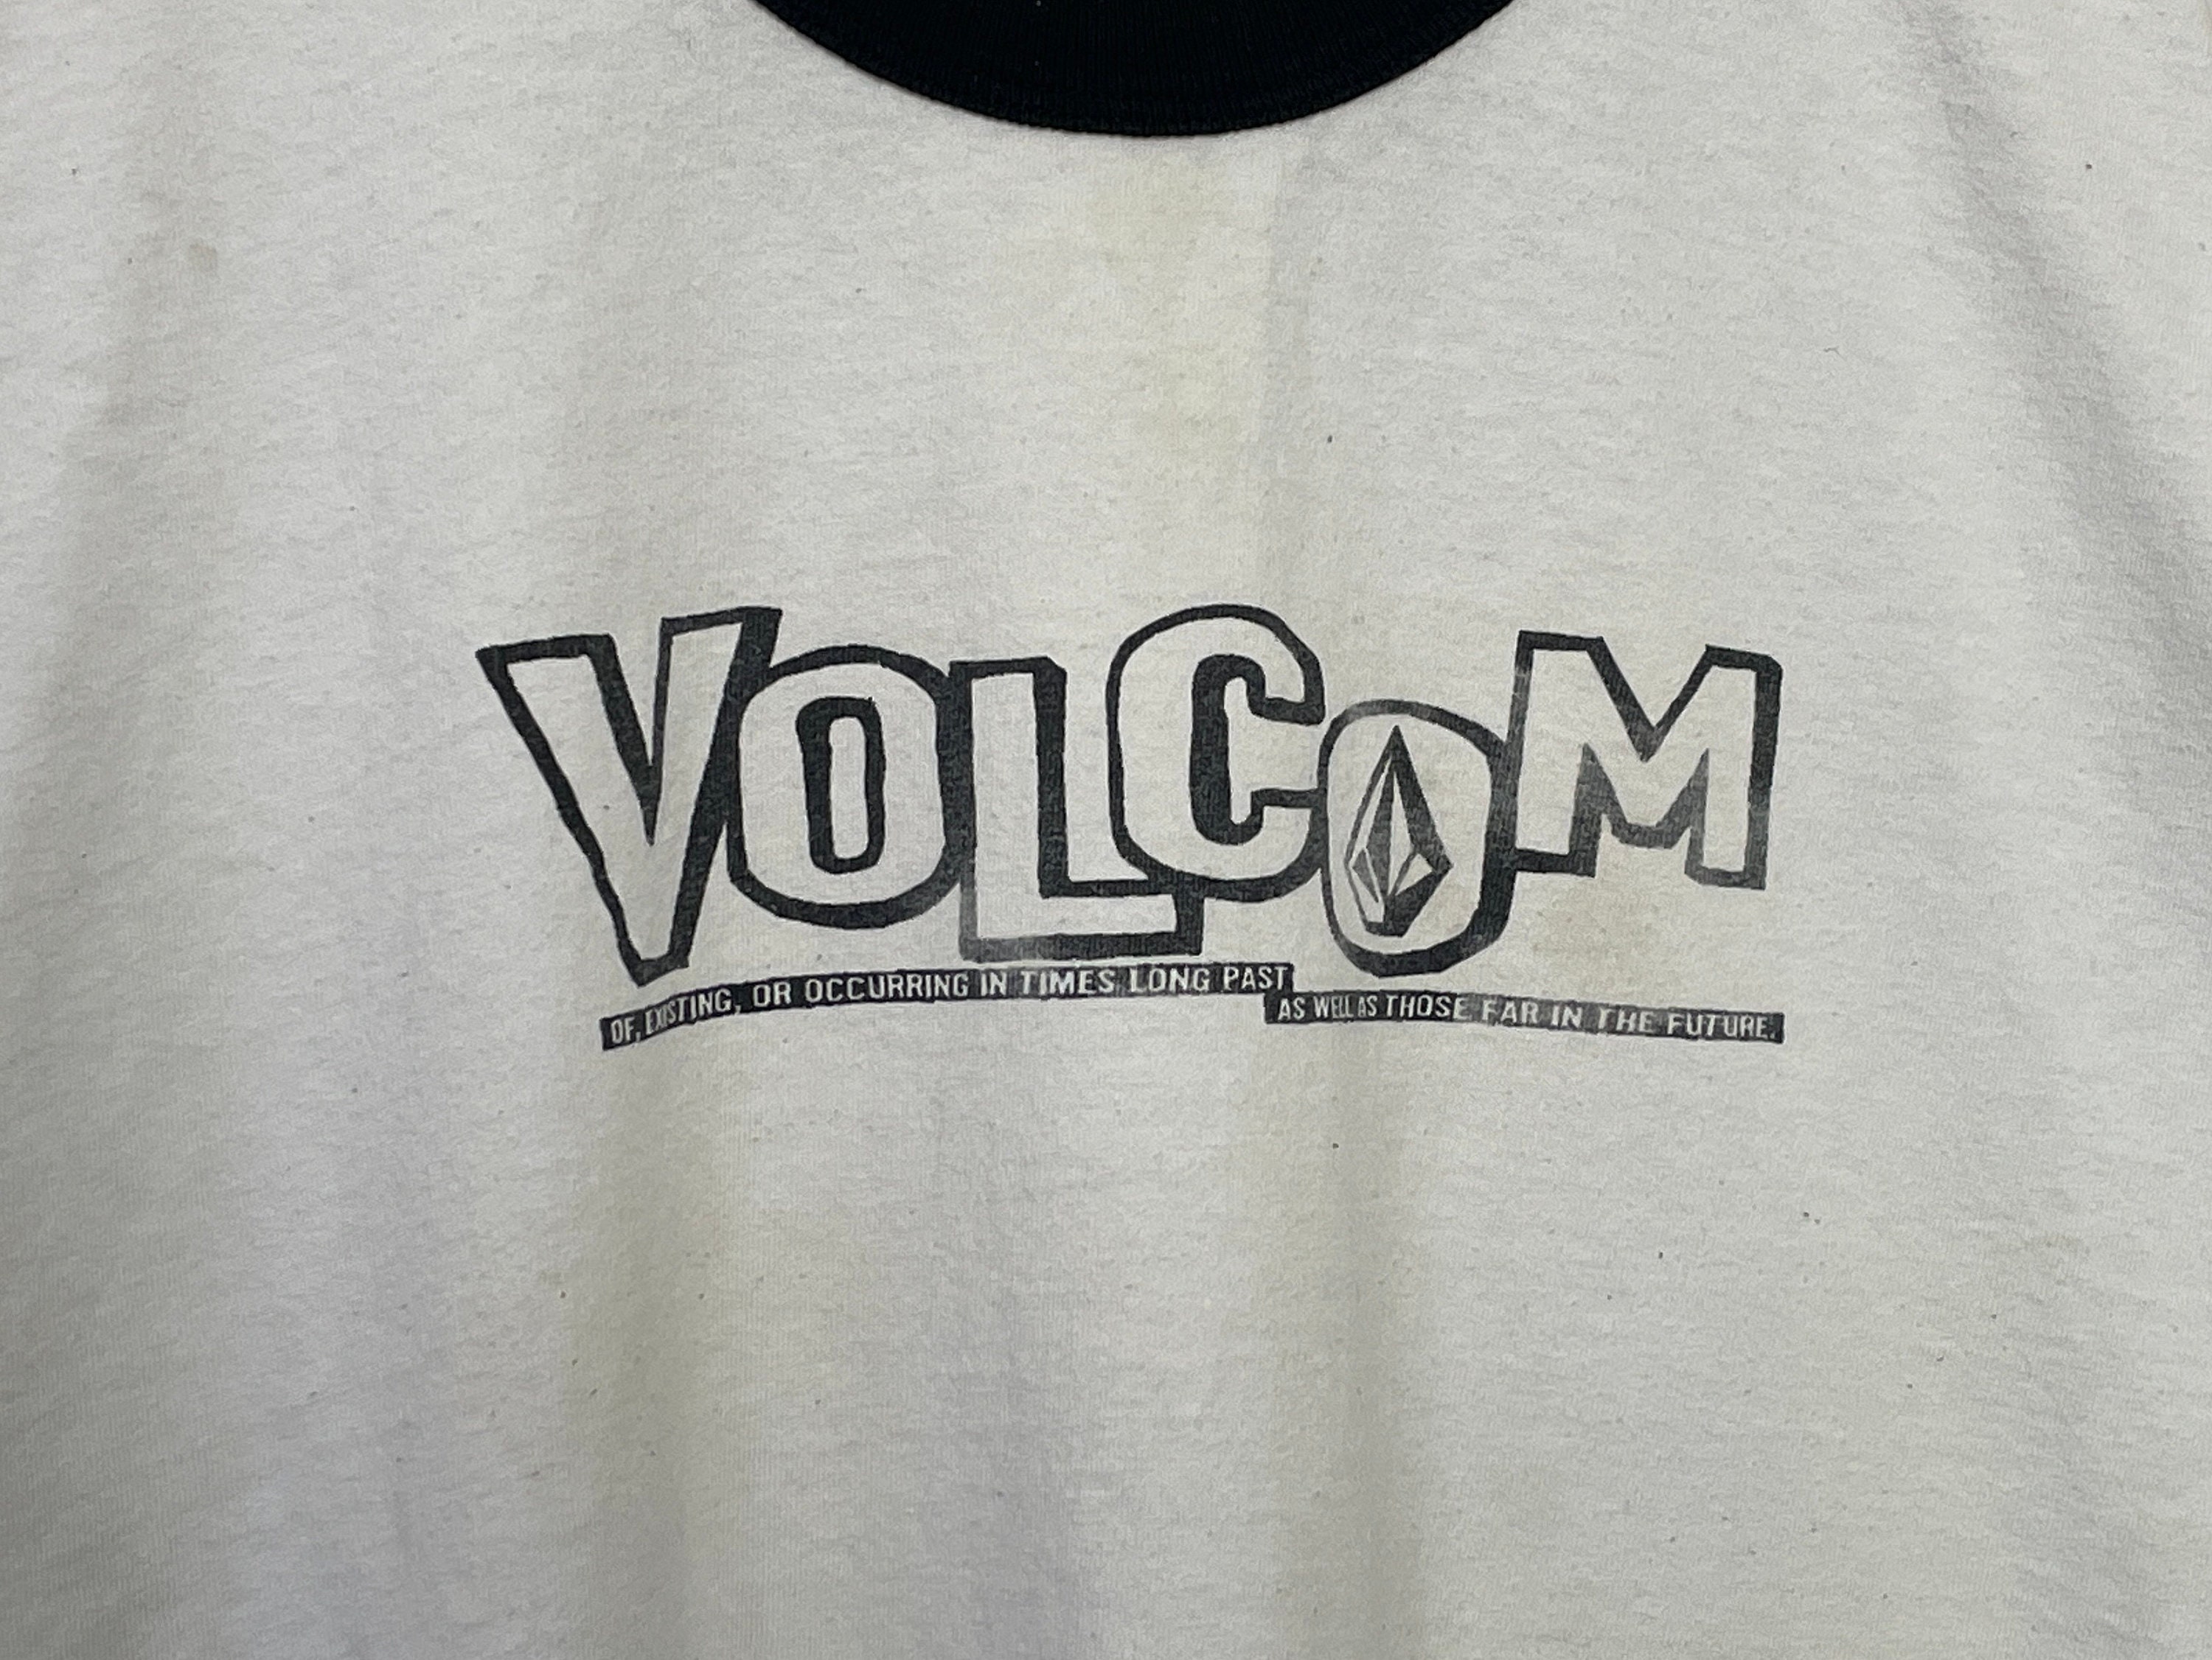 VOLCOM
OF, EXISTING, OR OCCURRING IN TIMES LONG PAST
AS WELL AS THOSE FAR IN THE FUTURE.